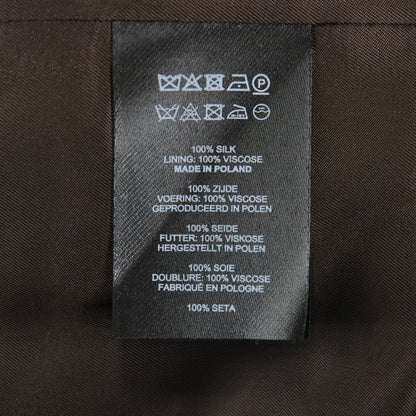 100% SILK
LINING: 100% VISCOSE
MADE IN POLAND
100% ZIJDE
VOERING: 100% VISCOSE
GEPRODUCEERD IN POLEN
100% SEIDE
FUTTER: 100% VISKOSE
HERGESTELLT IN POLEN
100% SOIE
DOUBLURE: 100% VISCOSE
FABRIQUÉ EN POLOGNE
100% SETA